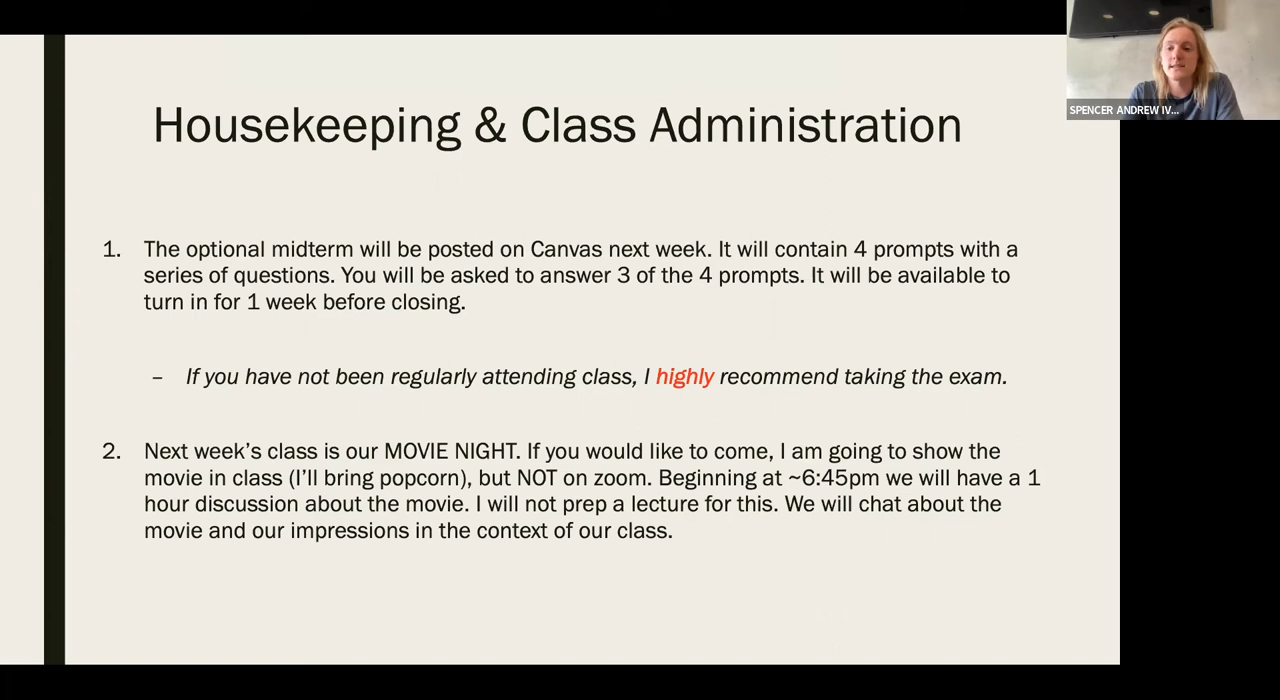 SPENCER ANDREW IV...
Housekeeping & Class Administration
1. The optional midterm will be posted on Canvas next week. It will contain 4 prompts with a
series of questions. You will be asked to answer 3 of the 4 prompts. It will be available to
turn in for 1 week before closing.
– If you have not been regularly attending class, I highly recommend taking the exam.
2. Next week’s class is our MOVIE NIGHT. If you would like to come, I am going to show the
movie in class (I’ll bring popcorn), but NOT on zoom. Beginning at ~6:45pm we will have a 1
hour discussion about the movie. I will not prep a lecture for this. We will chat about the
movie and our impressions in the context of our class.